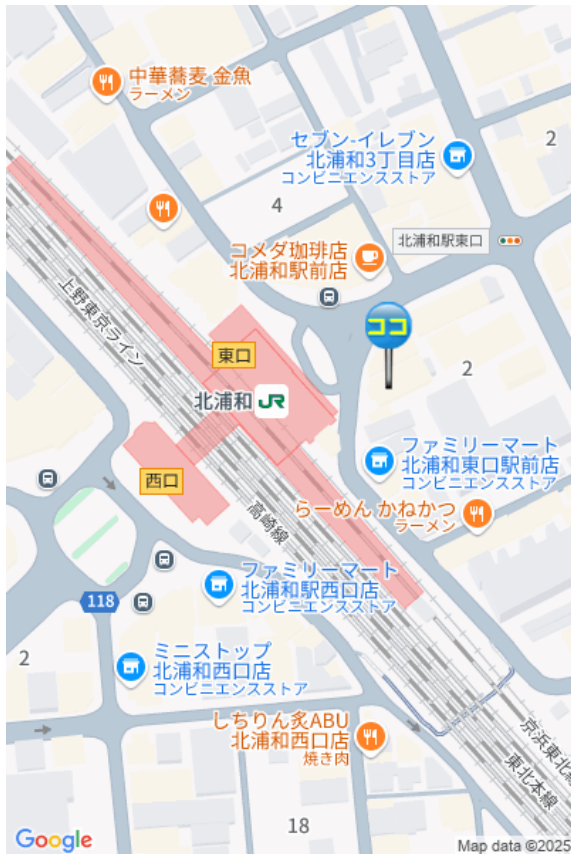 中華蕎麦 金魚
ラーメン
セブン-イレブン
北浦和3丁目店
コンビニエンスストア
2
4
コメダ珈琲店
北浦和駅前店
北浦和駅東口
上野東京ライン
ココ
東口
2
北浦和 JR
ファミリーマート
北浦和東口駅前店
コンビニエンスストア
西口
らーめん かねかつ
ラーメン
高崎線
ファミリーマート
北浦和駅西口店
コンビニエンスストア
118
ミニストップ
北浦和西口店
コンビニエンスストア
2
しちりん炙ABU
北浦和西口店
焼き肉
京浜東北線
東北本線
18
Google
Map data ©2025